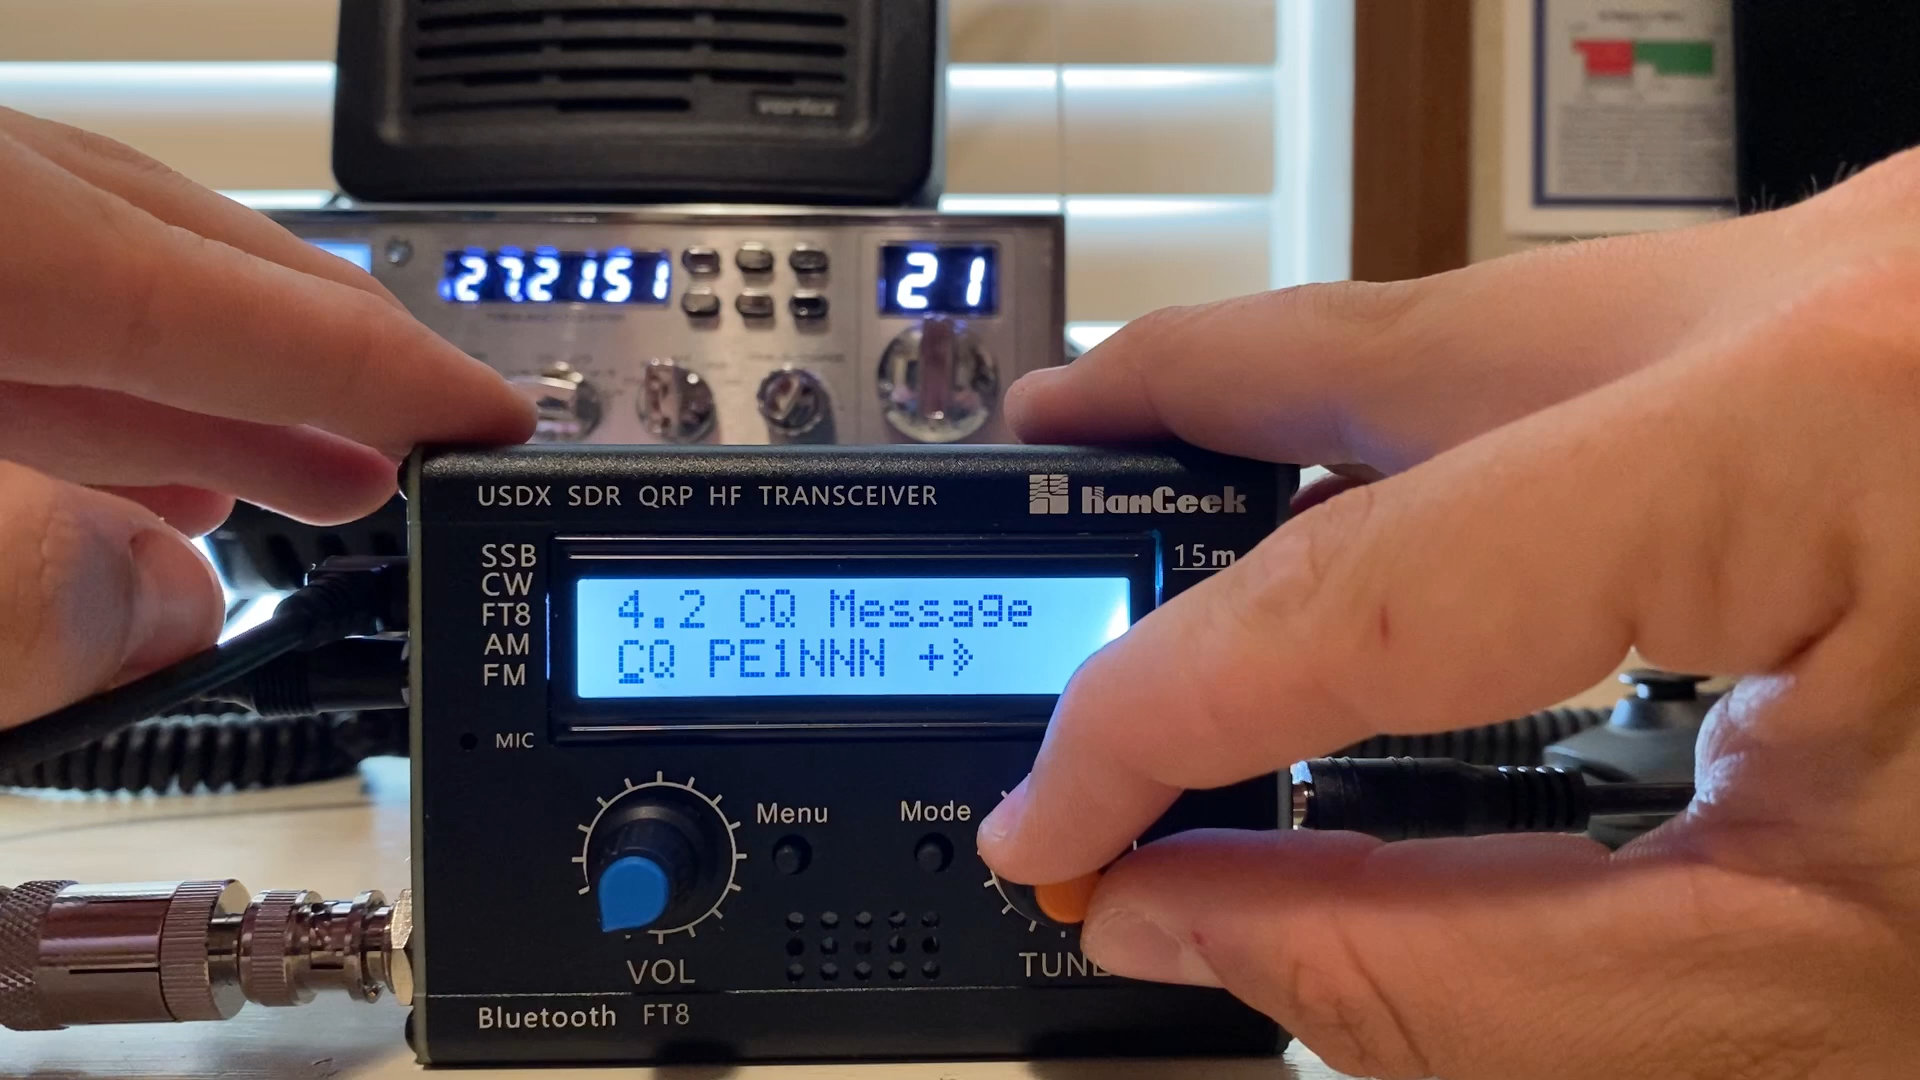 vertex
27.2151
21
USDX SDR QRP HF TRANSCEIVER
HanGeek
SSB
CW
FT8
AM
FM
15m
4.2 CQ Message
CQ PE1NNN +
MIC
Menu
Mode
VOL
TUNE
Bluetooth FT8